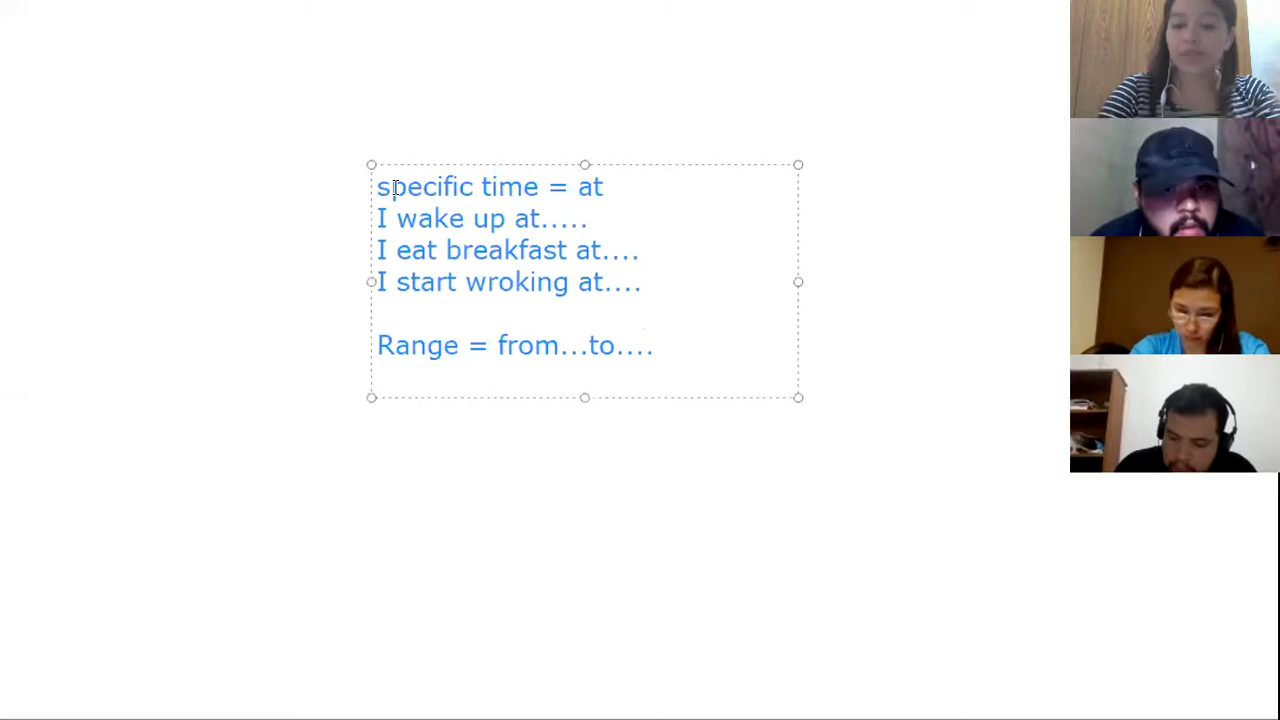 specific time = at
I wake up at.....
I eat breakfast at....
I start wroking at....
Range = from...to....